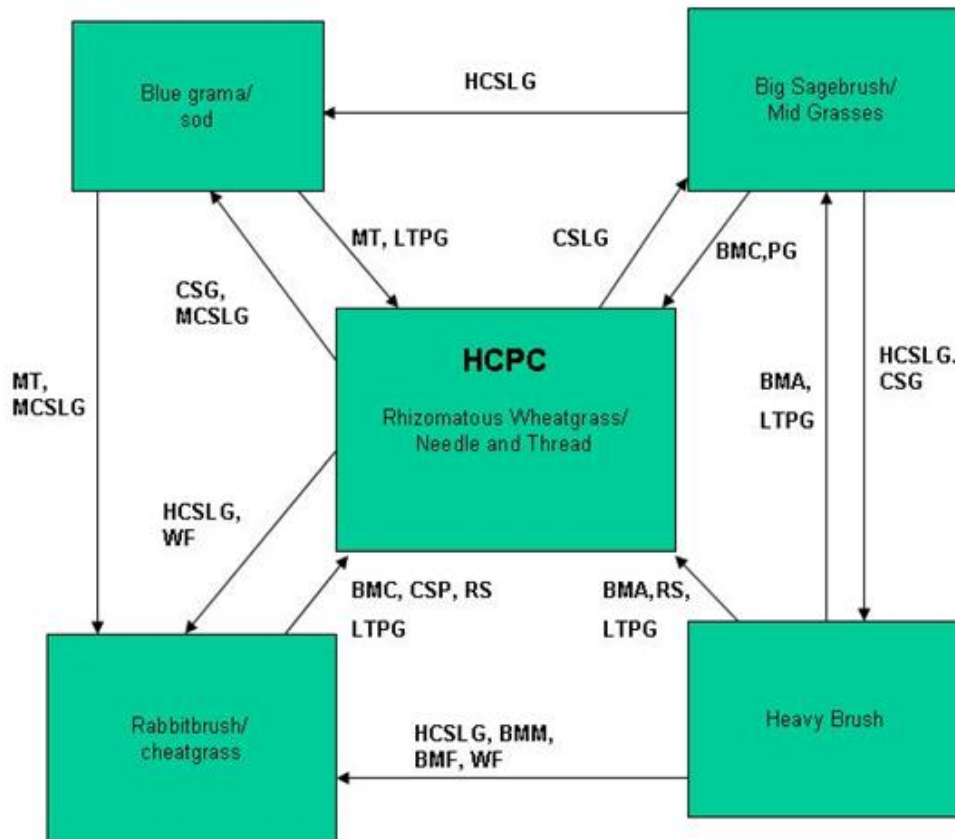 Blue grama/
sod
HCSLG
Big Sagebrush/
Mid Grasses
MT, LTPG
CSLG
BMC,PG
CSG,
MCSLG
HCPC
Rhizomatous Wheatgrass/
Needle and Thread
MT,
MCSLG
BMA,
LTPG
HCSLG,
CSG
HCSLG,
WF
BMC, CSP, RS
LTPG
BMA,RS,
LTPG
Rabbitbrush/
cheatgrass
HCSLG, BMM,
BMF, WF
Heavy Brush